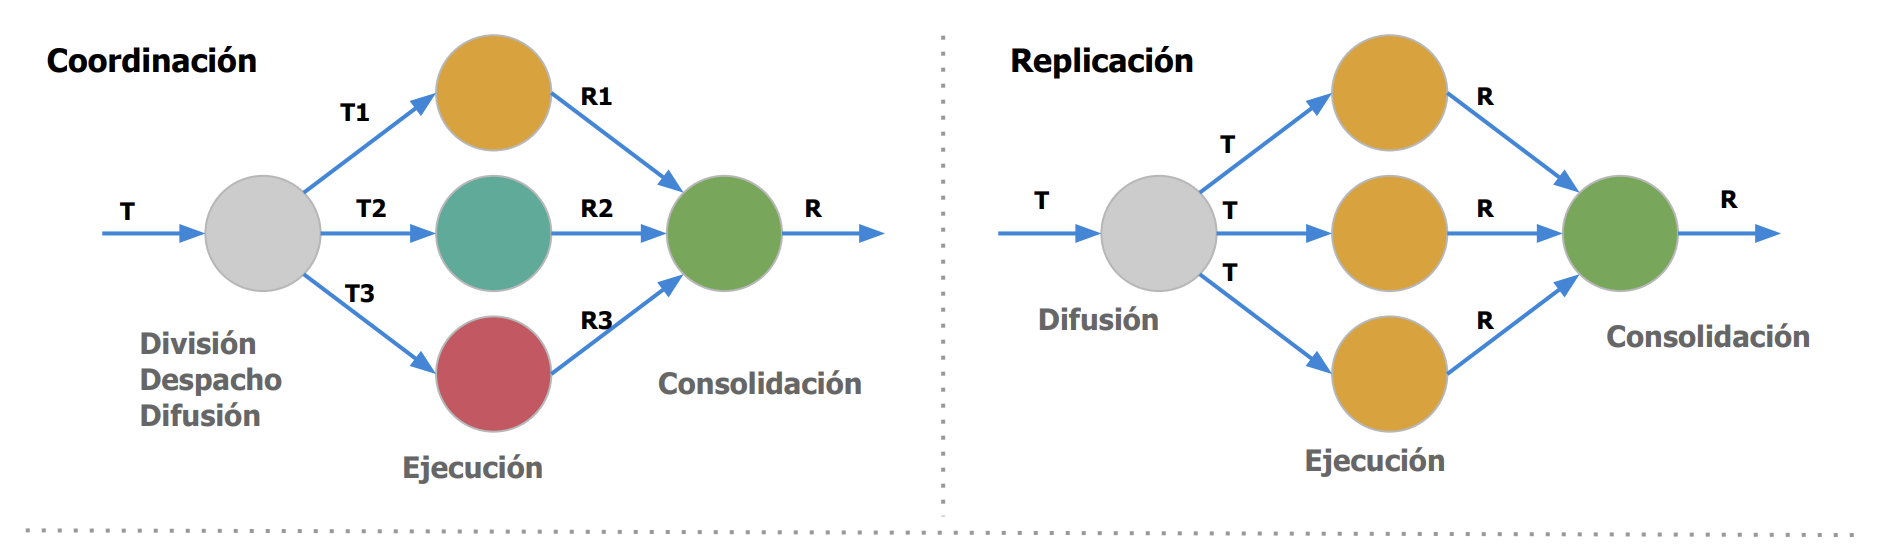 Coordinación
T
T1
T2
T3
R1
R2
R3
R
División
Despacho
Difusión
Ejecución
Consolidación
Replicación
T
T
T
T
R
R
R
R
Difusión
Ejecución
Consolidación